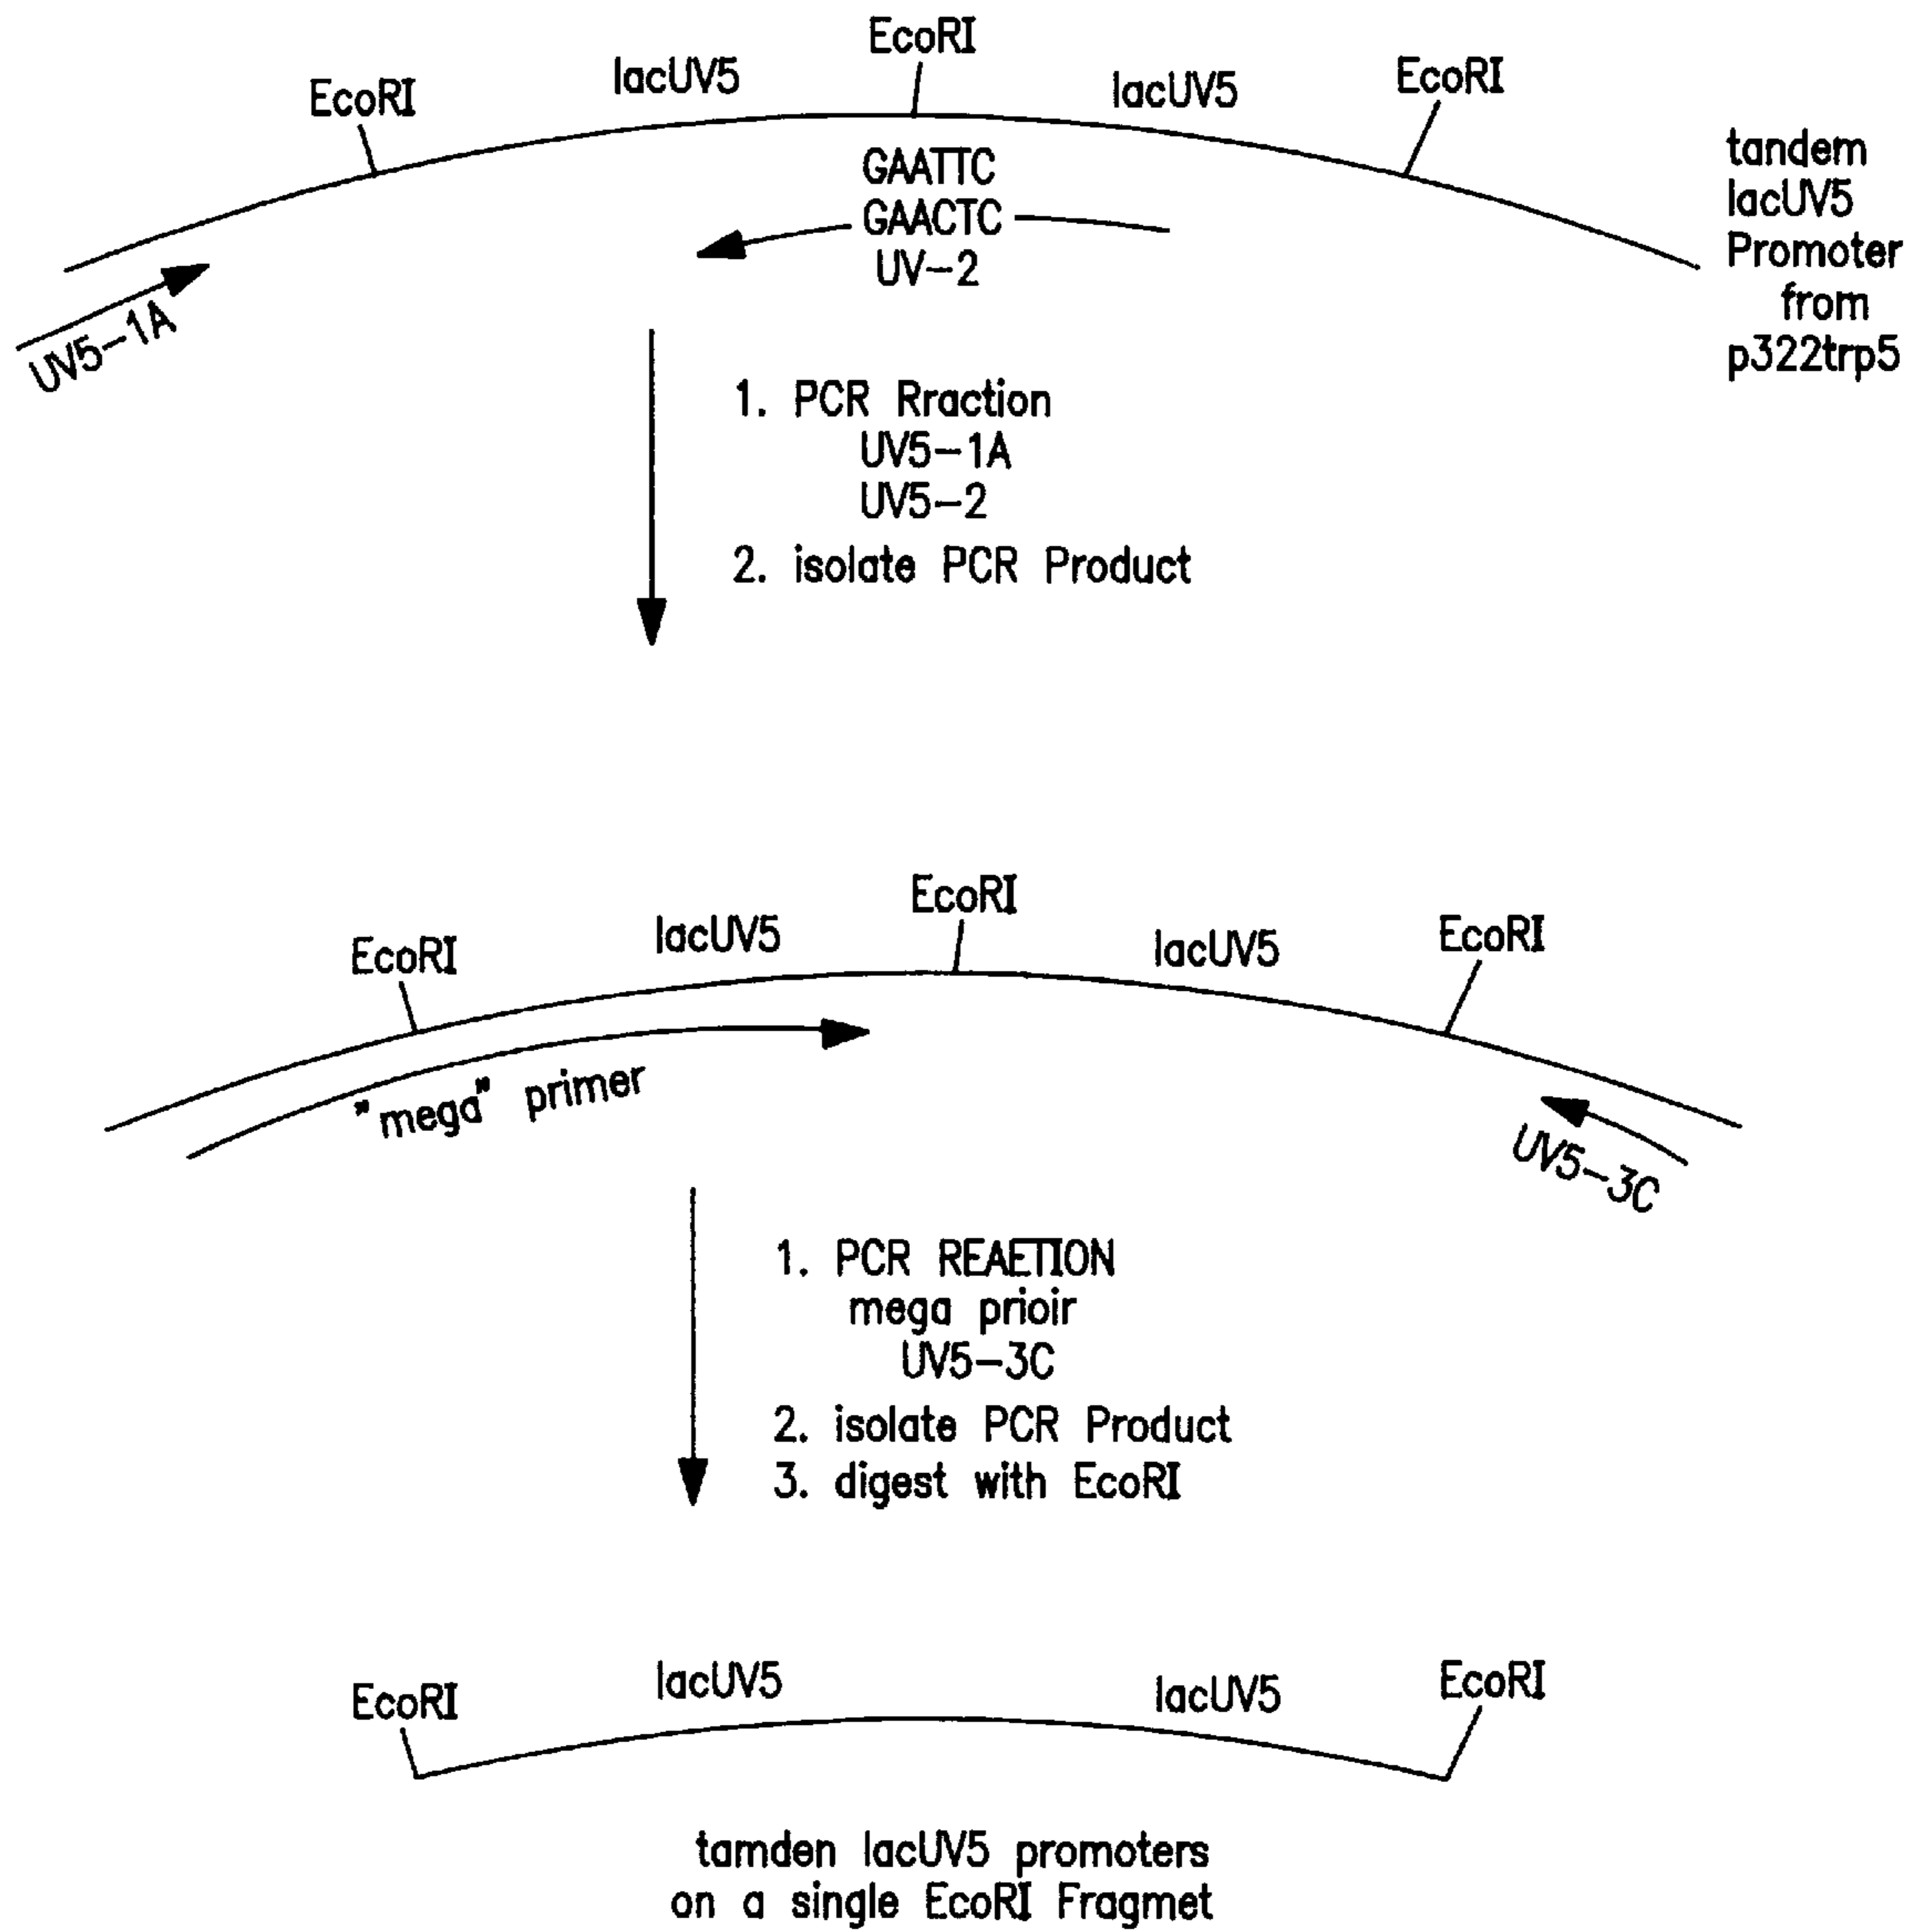 EcoRI
lacUV5
EcoRI
lacUV5
EcoRI
tandem
lacUV5
Promoter
from
p322trp5
GAATTC
GAACTC
UV-2
UV5-1A
1. PCR Rraction
UV5-1A
UV5-2
2. isolate PCR Product
EcoRI
lacUV5
EcoRI
lacUV5
EcoRI
"mega" primer
UV5-3C
1. PCR REAETION
mega prioir
UV5-3C
2. isolate PCR Product
3. digest with EcoRI
EcoRI
lacUV5
lacUV5
EcoRI
tamden lacUV5 promoters
on a single EcoRI Fragmet